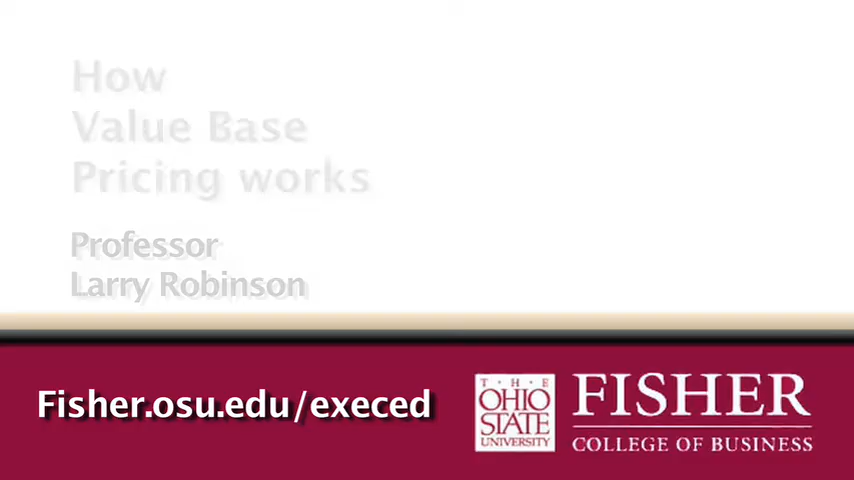 How
Value Base
Pricing works
Professor
Larry Robinson
Fisher.osu.edu/execed
THE
OHIO
STATE
UNIVERSITY
FISHER
COLLEGE OF BUSINESS